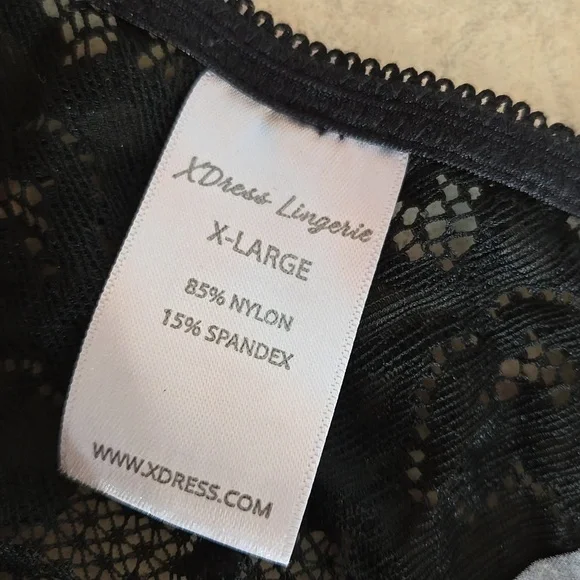 XDress Lingerie
X-LARGE
85% NYLON
15% SPANDEX
WWW.XDRESS.COM